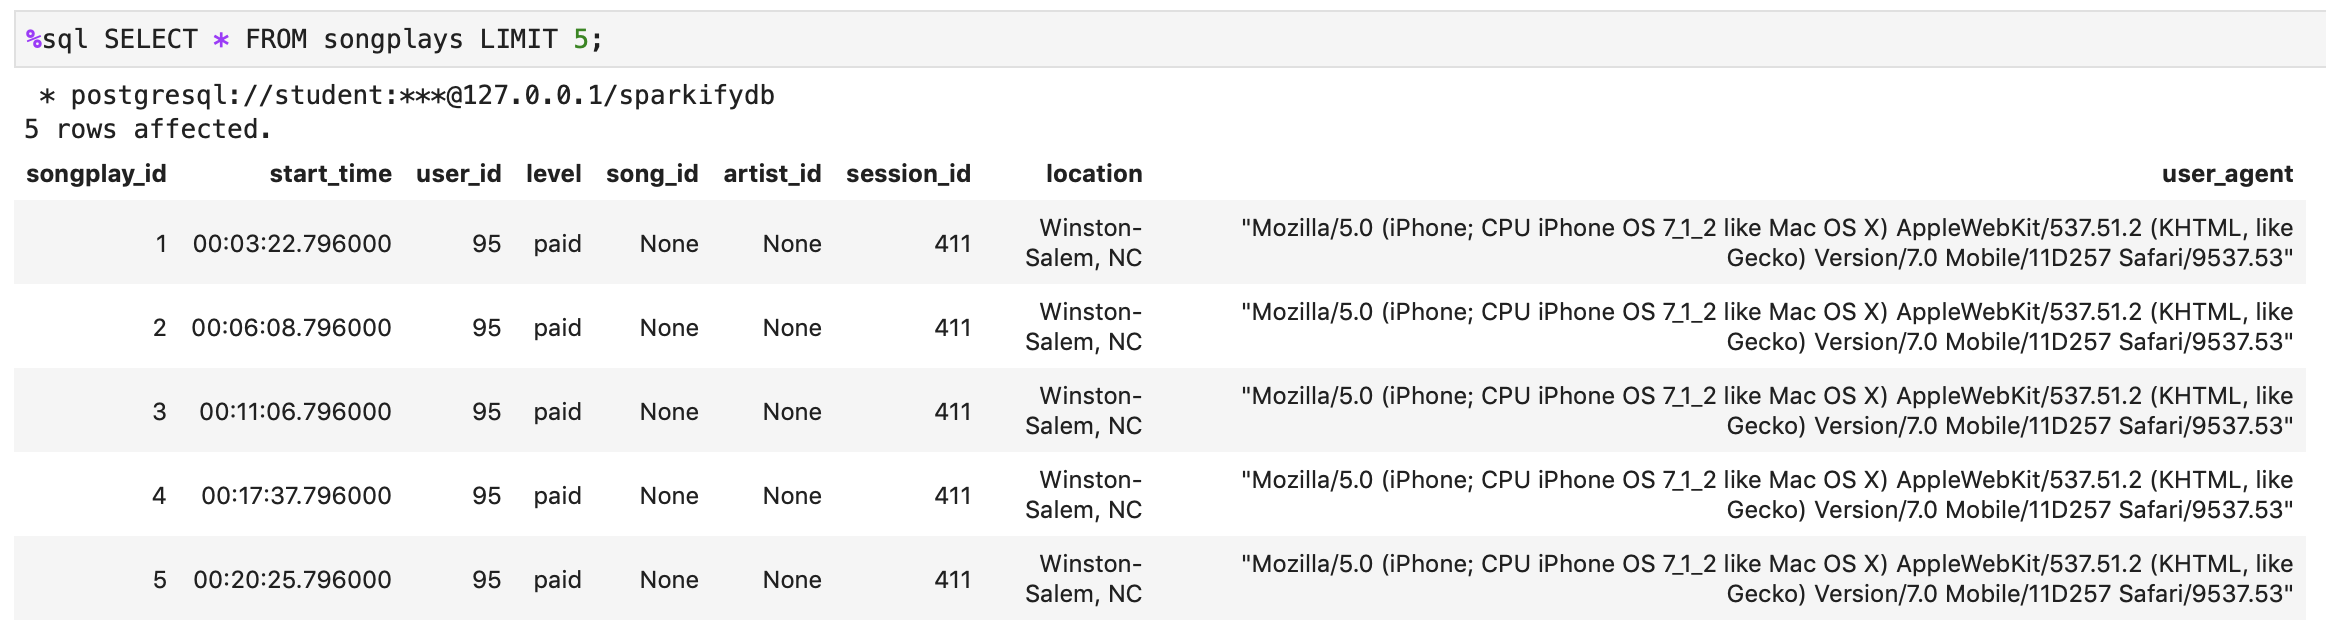 %sql SELECT * FROM songplays LIMIT 5;
* postgresql://student:***@127.0.0.1/sparkifydb
5 rows affected.
songplay_id start_time user_id level song_id artist_id session_id location user_agent
1 00:03:22.796000 95 paid None None 411 Winston- "Mozilla/5.0 (iPhone; CPU iPhone OS 7_1_2 like Mac OS X) AppleWebKit/537.51.2 (KHTML, like
Salem, NC Gecko) Version/7.0 Mobile/11D257 Safari/9537.53"
2 00:06:08.796000 95 paid None None 411 Winston- "Mozilla/5.0 (iPhone; CPU iPhone OS 7_1_2 like Mac OS X) AppleWebKit/537.51.2 (KHTML, like
Salem, NC Gecko) Version/7.0 Mobile/11D257 Safari/9537.53"
3 00:11:06.796000 95 paid None None 411 Winston- "Mozilla/5.0 (iPhone; CPU iPhone OS 7_1_2 like Mac OS X) AppleWebKit/537.51.2 (KHTML, like
Salem, NC Gecko) Version/7.0 Mobile/11D257 Safari/9537.53"
4 00:17:37.796000 95 paid None None 411 Winston- "Mozilla/5.0 (iPhone; CPU iPhone OS 7_1_2 like Mac OS X) AppleWebKit/537.51.2 (KHTML, like
Salem, NC Gecko) Version/7.0 Mobile/11D257 Safari/9537.53"
5 00:20:25.796000 95 paid None None 411 Winston- "Mozilla/5.0 (iPhone; CPU iPhone OS 7_1_2 like Mac OS X) AppleWebKit/537.51.2 (KHTML, like
Salem, NC Gecko) Version/7.0 Mobile/11D257 Safari/9537.53"